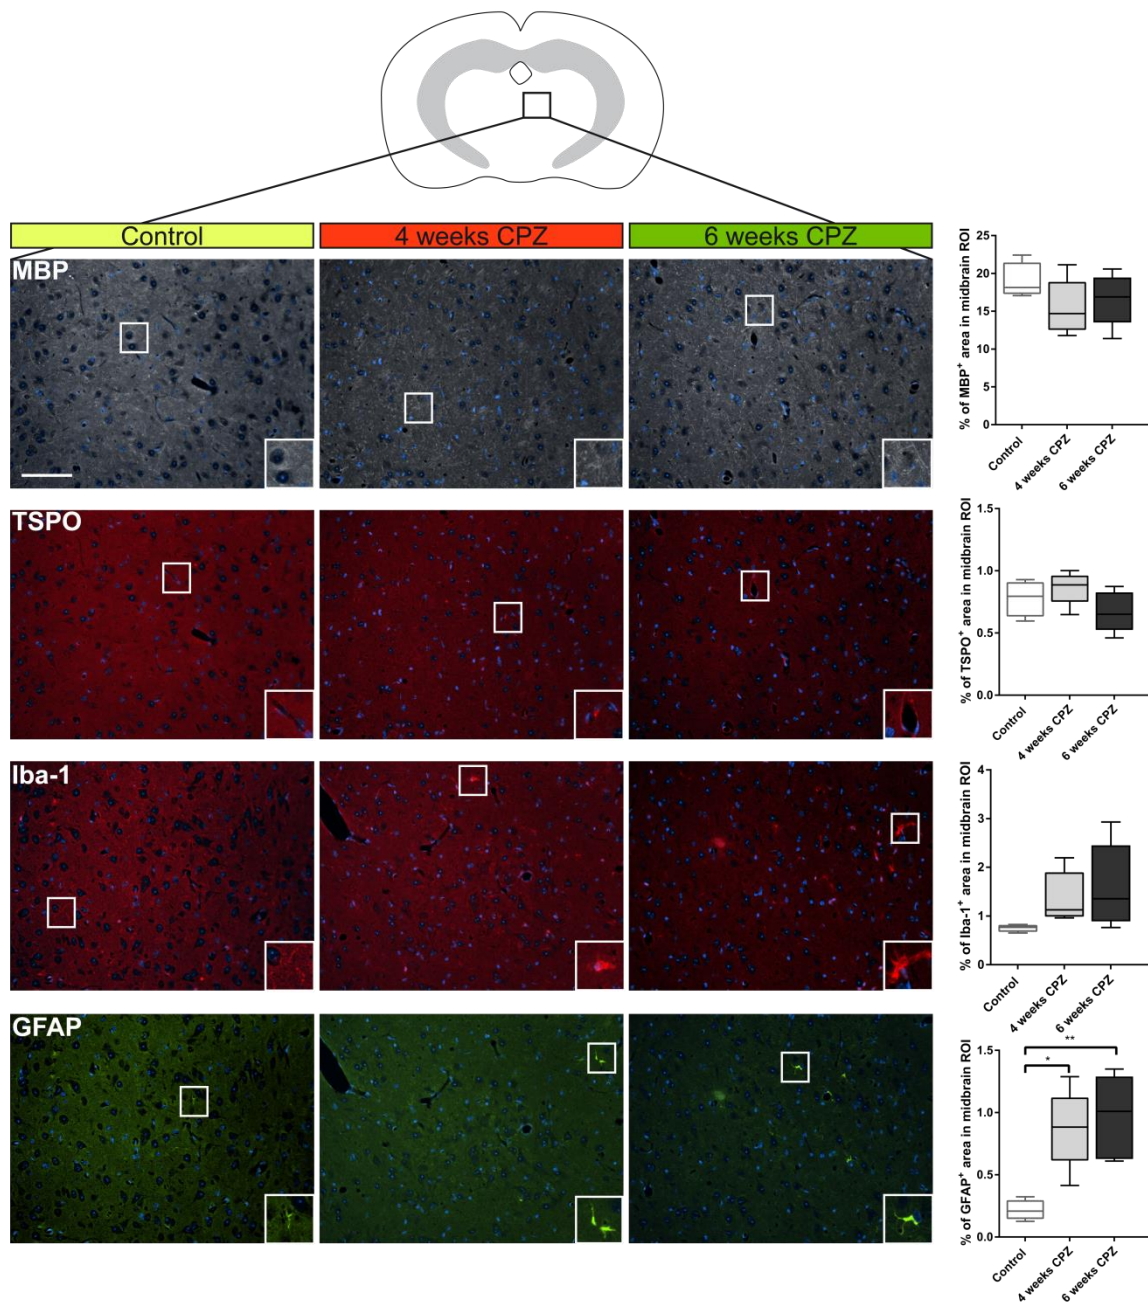 Control
4 weeks CPZ
6 weeks CPZ
MBP
% of MBP+ area in midbrain ROI
25
20
15
10
5
0
Control
4 weeks CPZ
6 weeks CPZ
TSPO
% of TSPO+ area in midbrain ROI
1.5
1.0
0.5
0.0
Control
4 weeks CPZ
6 weeks CPZ
Iba-1
% of Iba-1+ area in midbrain ROI
4
3
2
1
0
Control
4 weeks CPZ
6 weeks CPZ
GFAP
% of GFAP+ area in midbrain ROI
1.5
1.0
0.5
0.0
**
*
Control
4 weeks CPZ
6 weeks CPZ